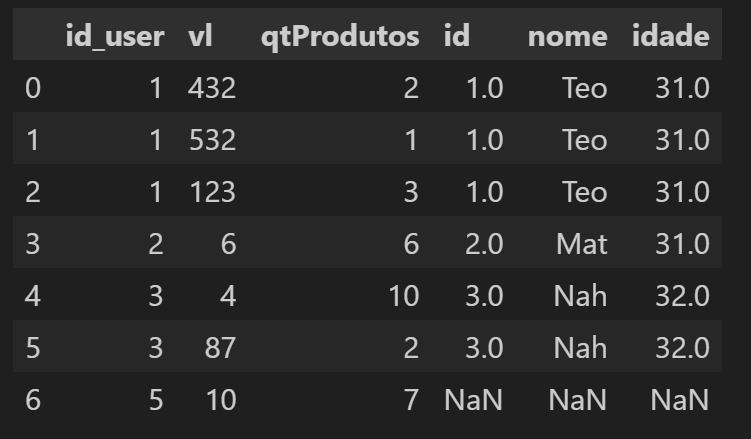 id_user vl qtProdutos id nome idade
0 1 432 2 1.0 Teo 31.0
1 1 532 1 1.0 Teo 31.0
2 1 123 3 1.0 Teo 31.0
3 2 6 6 2.0 Mat 31.0
4 3 4 10 3.0 Nah 32.0
5 3 87 2 3.0 Nah 32.0
6 5 10 7 NaN NaN NaN